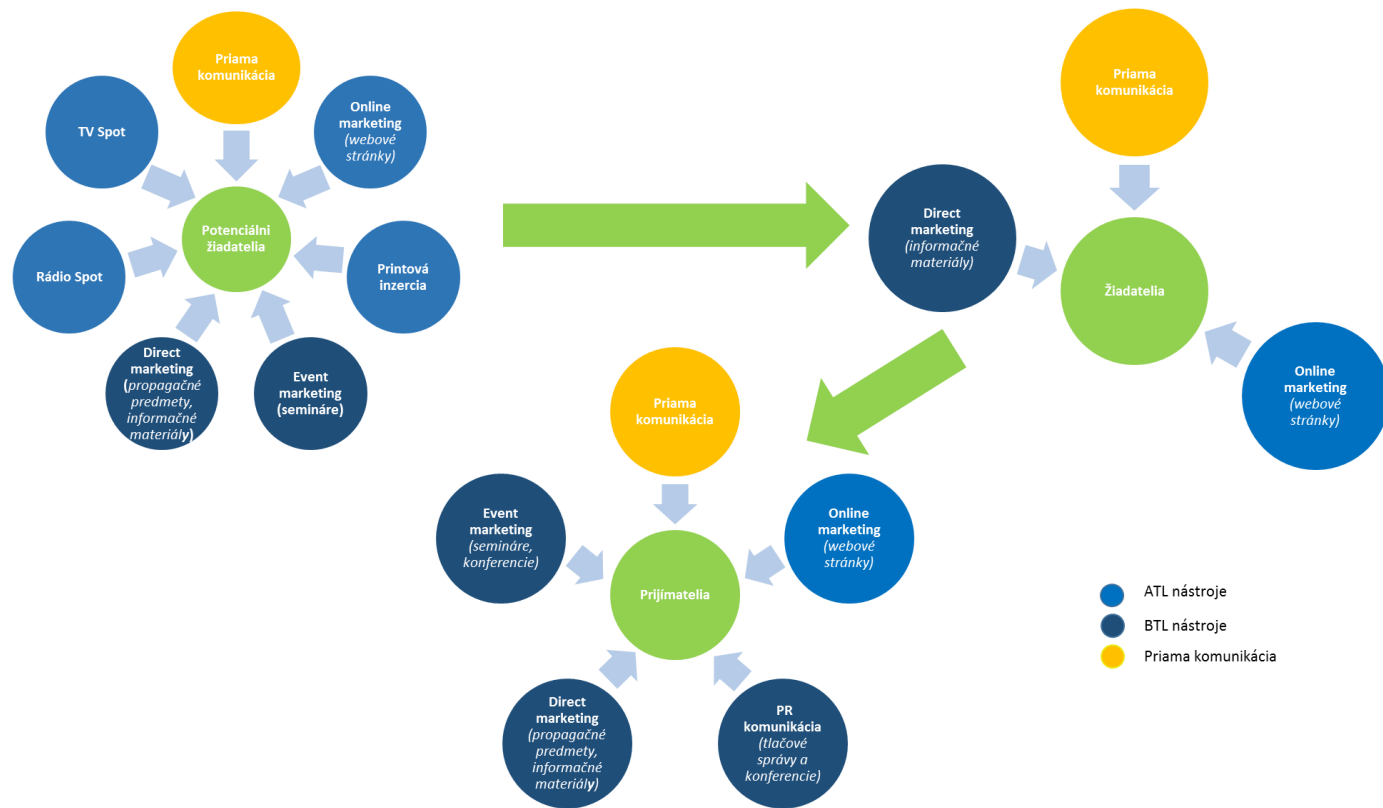 Priama
komunikácia
TV Spot
Online
marketing
(webové
stránky)
Potenciálni
žiadatelia
Rádio Spot
Printová
inzercia
Direct
marketing
(propagačné
predmety,
informačné
materiály)
Event
marketing
(semináre)
Priama
komunikácia
Direct
marketing
(informačné
materiály)
Žiadatelia
Online
marketing
(webové
stránky)
Priama
komunikácia
Event
marketing
(semináre,
konferencie)
Online
marketing
(webové
stránky)
Prijímatelia
Direct
marketing
(propagačné
predmety,
informačné
materiály)
PR
komunikácia
(tlačové
správy a
konferencie)
ATL nástroje
BTL nástroje
Priama komunikácia